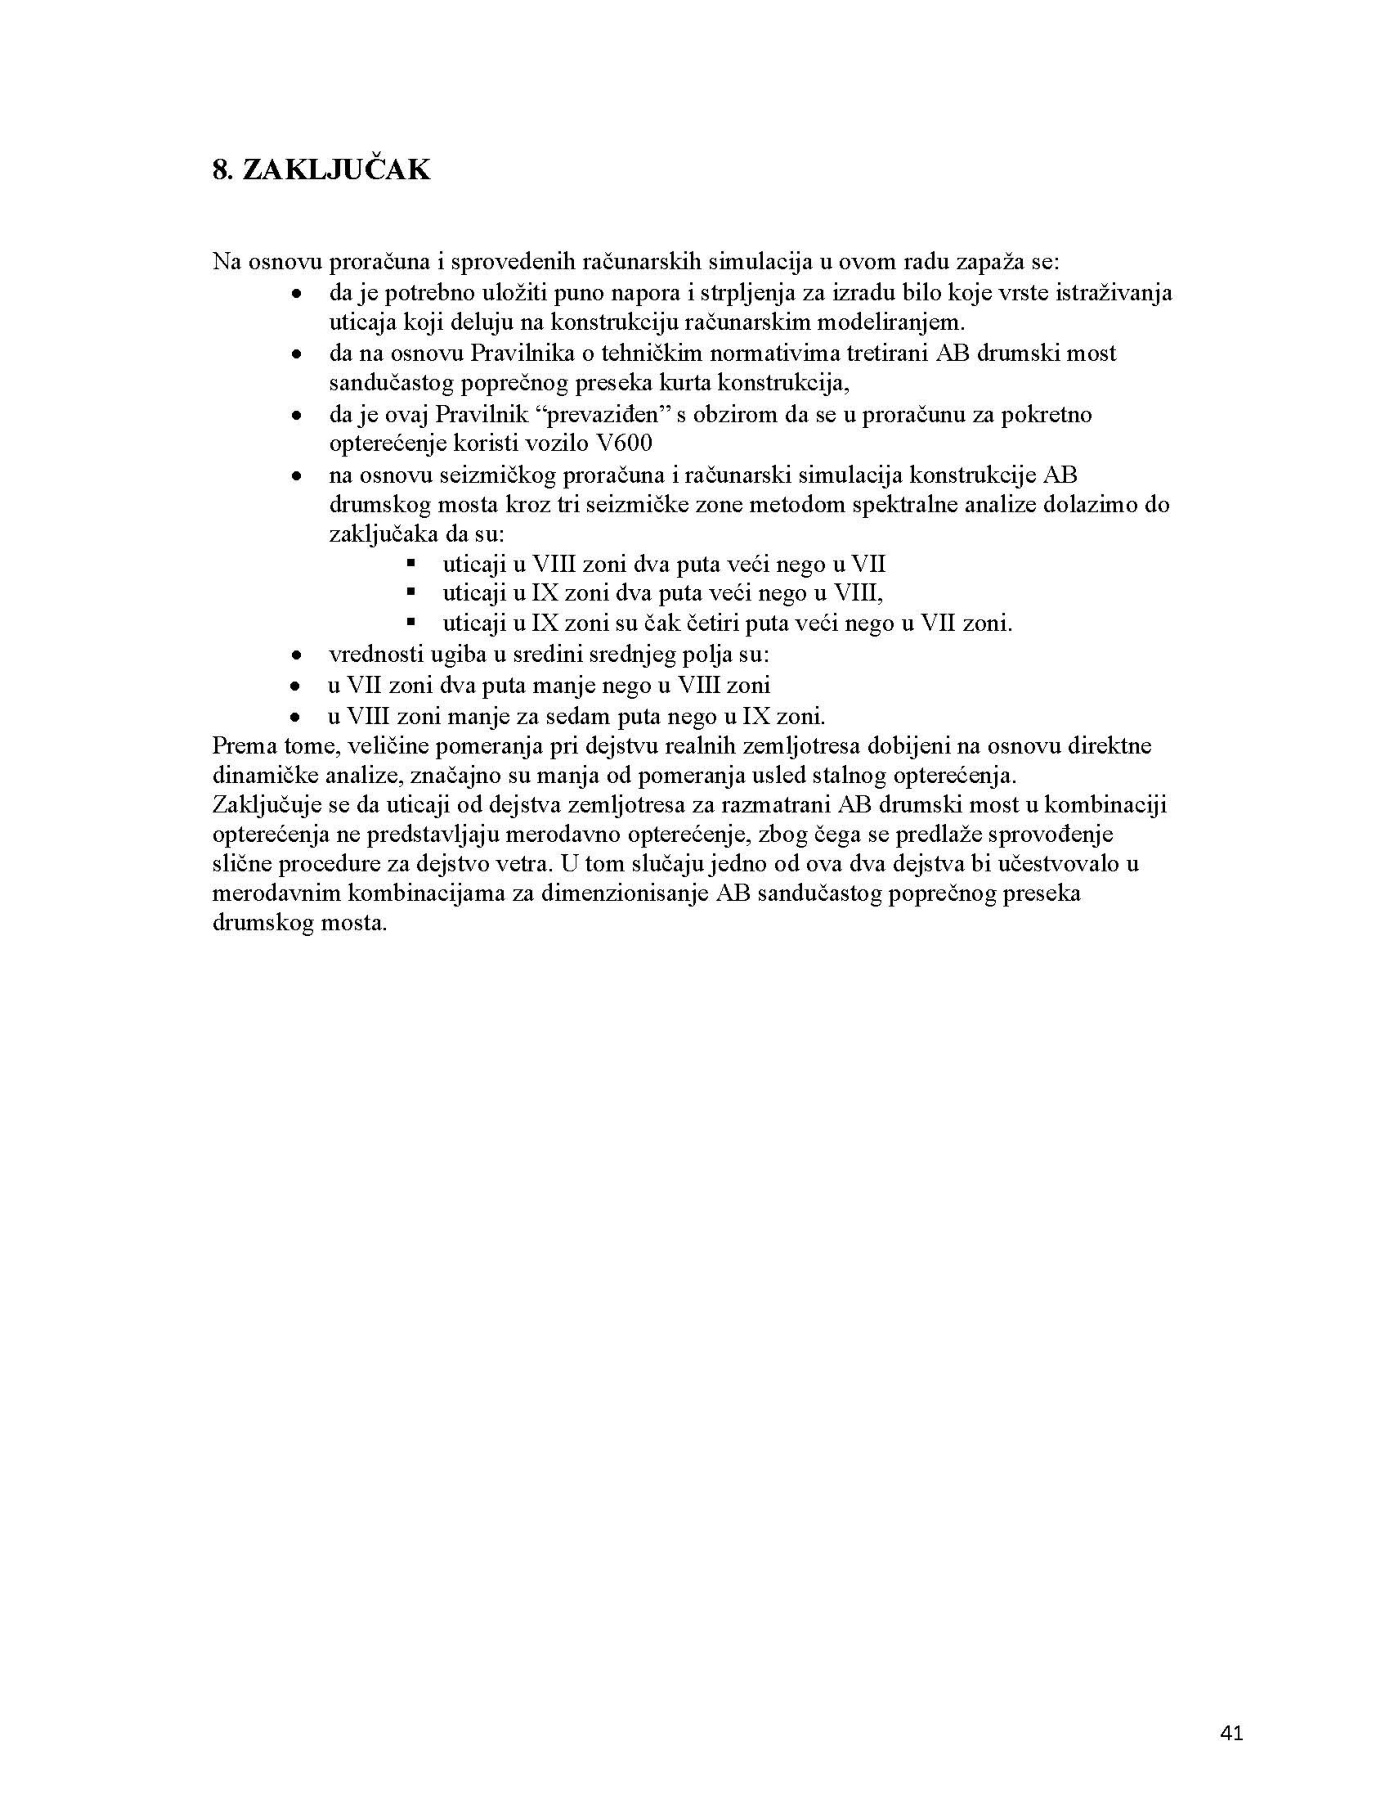 8. ZAKLJUČAK
Na osnovu proračuna i sprovedenih računarskih simulacija u ovom radu zapaža se:
• da je potrebno uložiti puno napora i strpljenja za izradu bilo koje vrste istraživanja
uticaja koji deluju na konstrukciju računarskim modeliranjem.
• da na osnovu Pravilnika o tehničkim normativima tretirani AB drumski most
sandučastog poprečnog preseka kurta konstrukcija,
• da je ovaj Pravilnik “prevaziđen” s obzirom da se u proračunu za pokretno
opterećenje koristi vozilo V600
• na osnovu seizmičkog proračuna i računarski simulacija konstrukcije AB
drumskog mosta kroz tri seizmičke zone metodom spektralne analize dolazimo do
zaključaka da su:
▪ uticaji u VIII zoni dva puta veći nego u VII
▪ uticaji u IX zoni dva puta veći nego u VIII,
▪ uticaji u IX zoni su čak četiri puta veći nego u VII zoni.
• vrednosti ugiba u sredini srednjeg polja su:
• u VII zoni dva puta manje nego u VIII zoni
• u VIII zoni manje za sedam puta nego u IX zoni.
Prema tome, veličine pomeranja pri dejstvu realnih zemljotresa dobijeni na osnovu direktne
dinamičke analize, značajno su manja od pomeranja usled stalnog opterećenja.
Zaključuje se da uticaji od dejstva zemljotresa za razmatrani AB drumski most u kombinaciji
opterećenja ne predstavljaju merodavno opterećenje, zbog čega se predlaže sprovođenje
slične procedure za dejstvo vetra. U tom slučaju jedno od ova dva dejstva bi učestvovalo u
merodavnim kombinacijama za dimenzionisanje AB sandučastog poprečnog preseka
drumskog mosta.
41